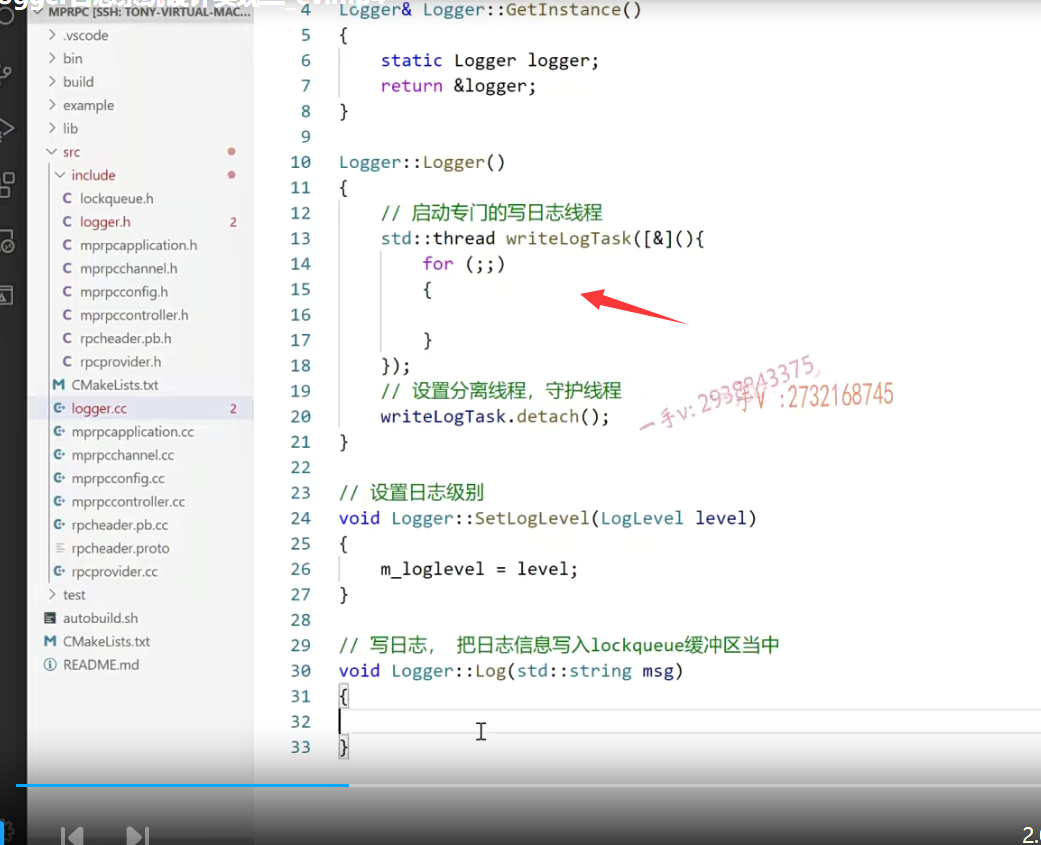 MPRPC [SSH: TONY-VIRTUAL-MAC...
.vscode
bin
build
example
lib
src
include
C lockqueue.h
C logger.h 2
C mprpcapplication.h
C mprpcchannel.h
C mprpcconfig.h
C mprpccontroller.h
C rpcheader.pb.h
C rpcprovider.h
M CMakeLists.txt
logger.cc 2
mprpcapplication.cc
mprpcchannel.cc
mprpcconfig.cc
mprpccontroller.cc
rpcheader.pb.cc
rpcheader.proto
rpcprovider.cc
test
autobuild.sh
M CMakeLists.txt
README.md
4 Logger& Logger::GetInstance()
5 {
6 static Logger logger;
7 return &logger;
8 }
9
10 Logger::Logger()
11 {
12 // 启动专门的写日志线程
13 std::thread writeLogTask([&](){
14 for (;;)
15 {
16
17 }
18 });
19 // 设置分离线程，守护线程
20 writeLogTask.detach();
21 }
22
23 // 设置日志级别
24 void Logger::SetLogLevel(LogLevel level)
25 {
26 m_loglevel = level;
27 }
28
29 // 写日志， 把日志信息写入lockqueue缓冲区当中
30 void Logger::Log(std::string msg)
31 {
32
33 }
一手v: 2938843375
手V :2732168745